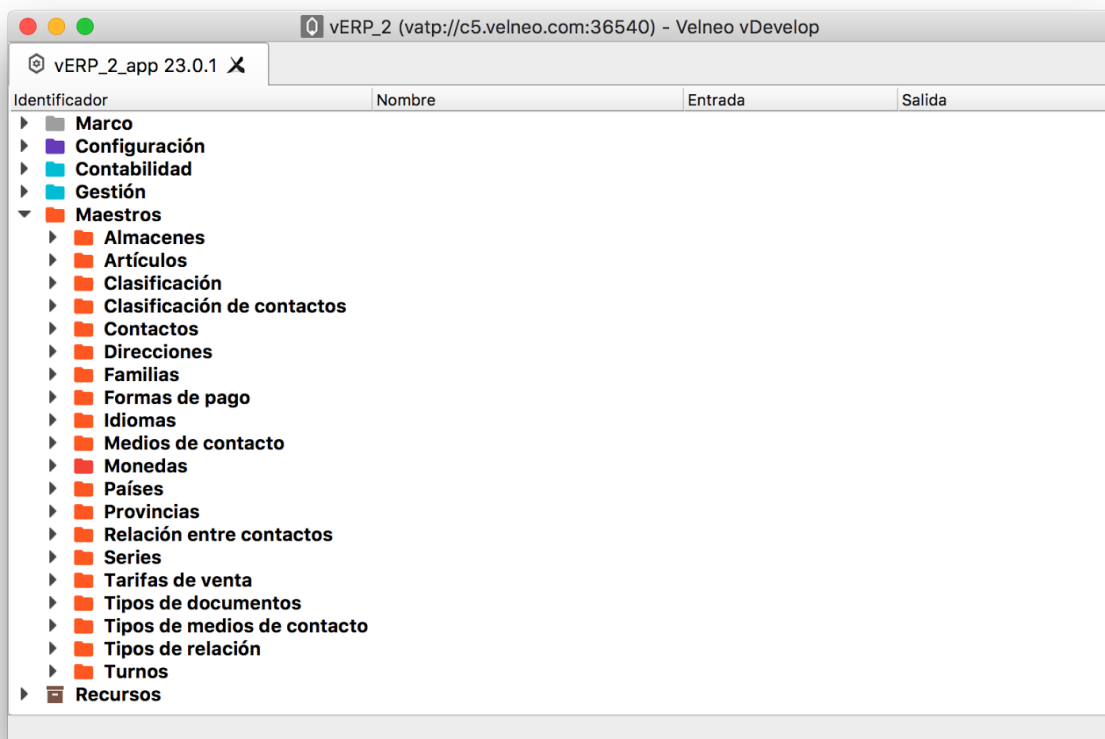 vERP_2 (vatp://c5.velneo.com:36540) - Velneo vDevelop
vERP_2_app 23.0.1
Identificador Nombre Entrada Salida
Marco
Configuración
Contabilidad
Gestión
Maestros
Almacenes
Artículos
Clasificación
Clasificación de contactos
Contactos
Direcciones
Familias
Formas de pago
Idiomas
Medios de contacto
Monedas
Países
Provincias
Relación entre contactos
Series
Tarifas de venta
Tipos de documentos
Tipos de medios de contacto
Tipos de relación
Turnos
Recursos